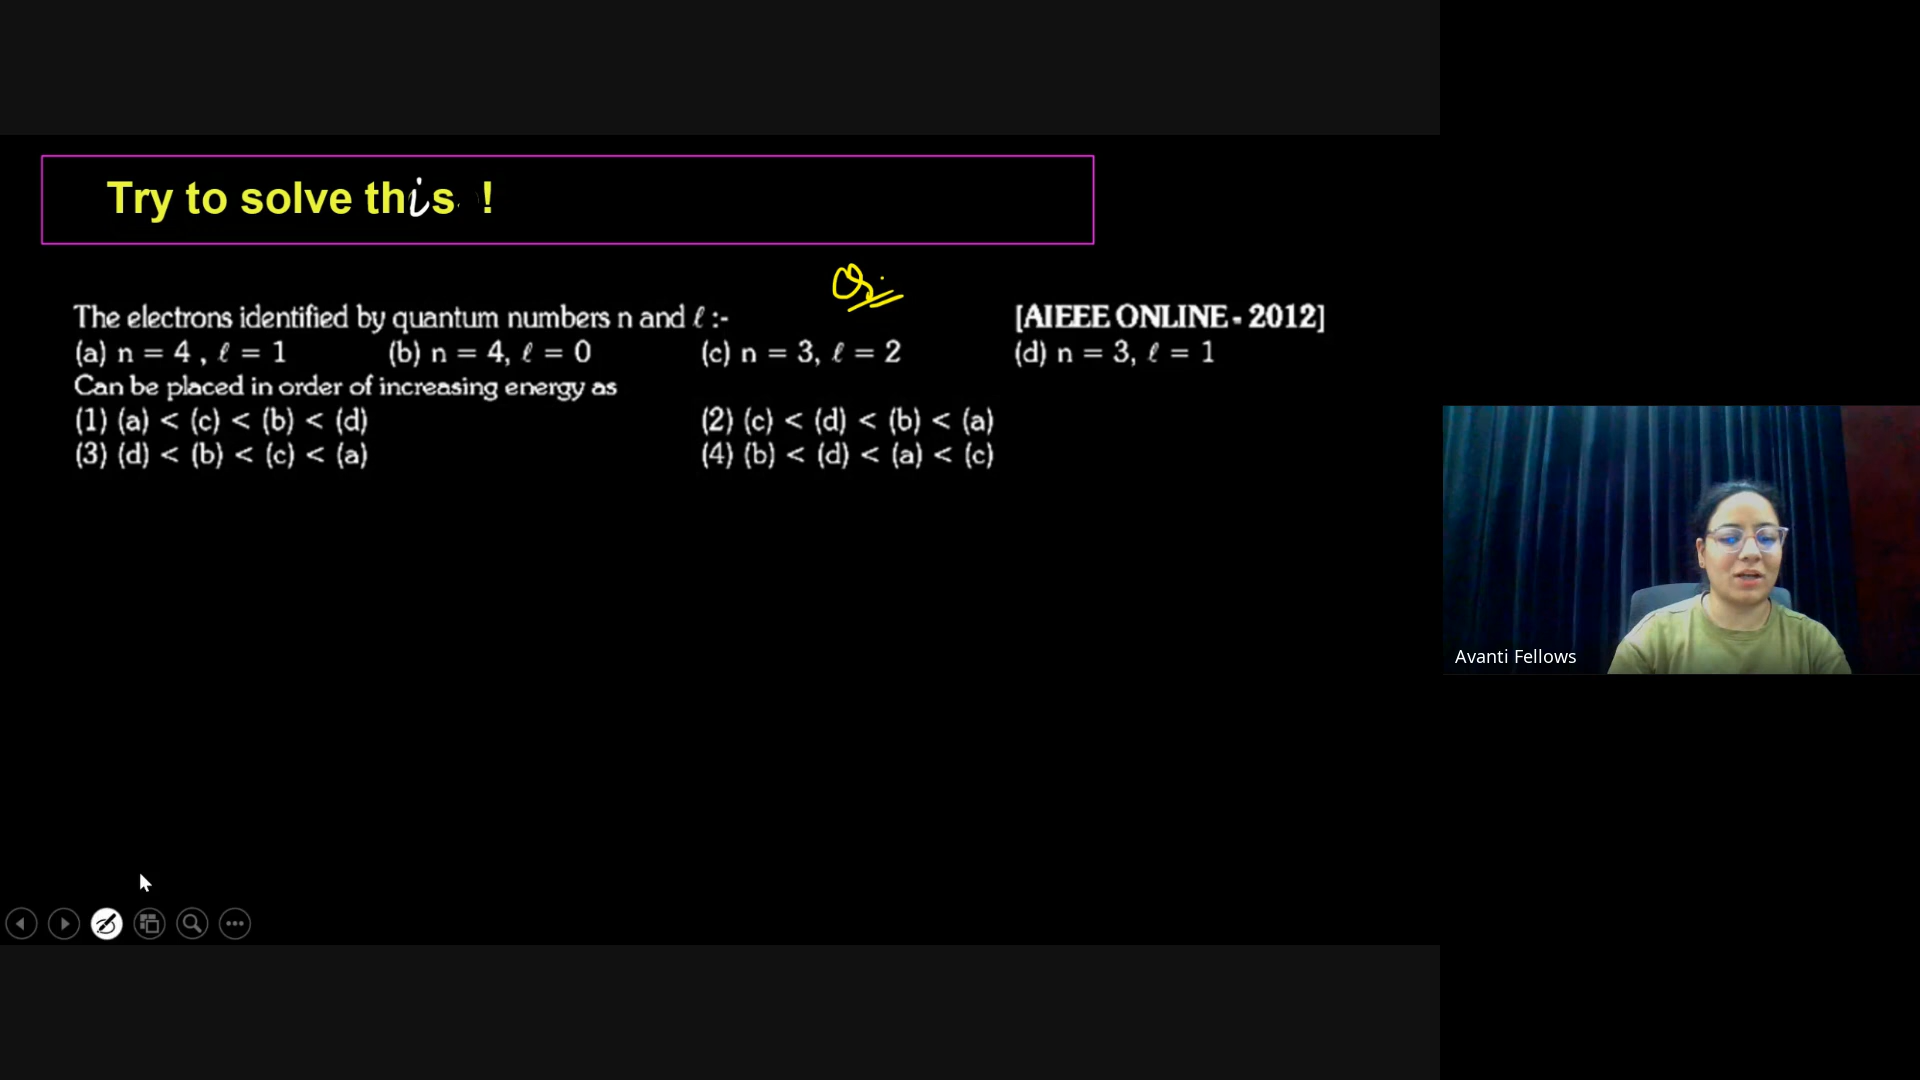 Try to solve this !
The electrons identified by quantum numbers n and ℓ :- [AIEEE ONLINE - 2012]
(a) n = 4 , ℓ = 1 (b) n = 4, ℓ = 0 (c) n = 3, ℓ = 2 (d) n = 3, ℓ = 1
Can be placed in order of increasing energy as
(1) (a) < (c) < (b) < (d) (2) (c) < (d) < (b) < (a)
(3) (d) < (b) < (c) < (a) (4) (b) < (d) < (a) < (c)
Avanti Fellows